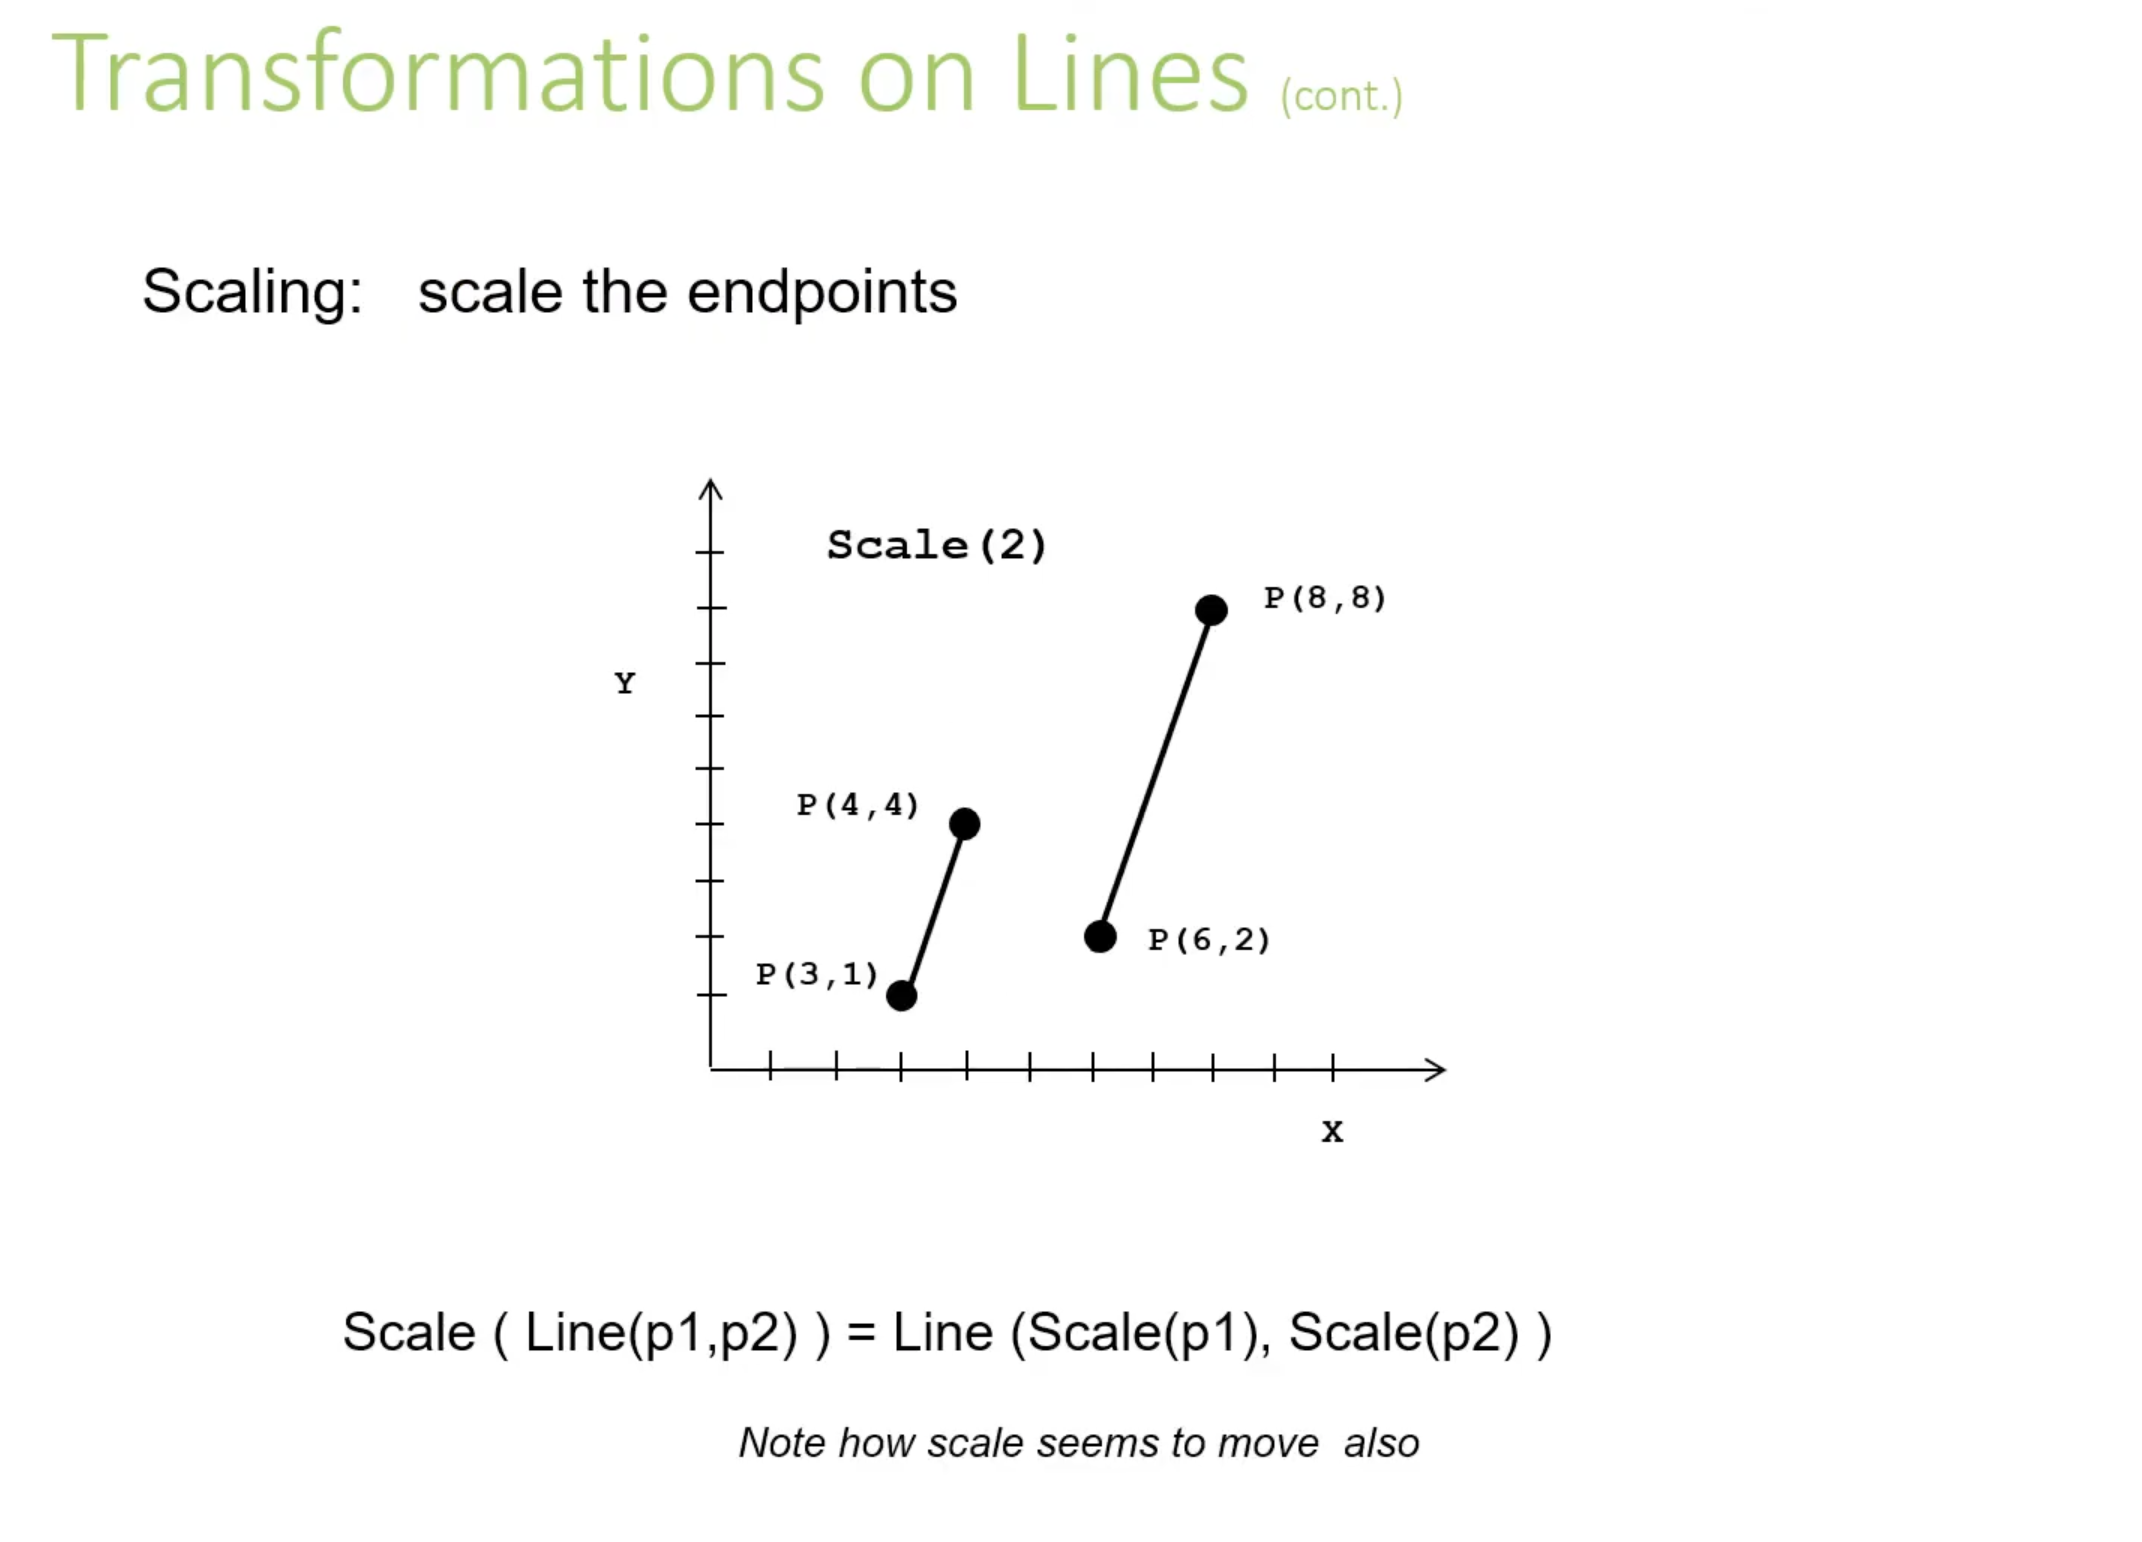 Transformations on Lines (cont.)
Scaling: scale the endpoints
Scale(2)
P(8,8)
Y
P(4,4)
P(6,2)
P(3,1)
X
Scale ( Line(p1,p2) ) = Line (Scale(p1), Scale(p2) )
Note how scale seems to move also